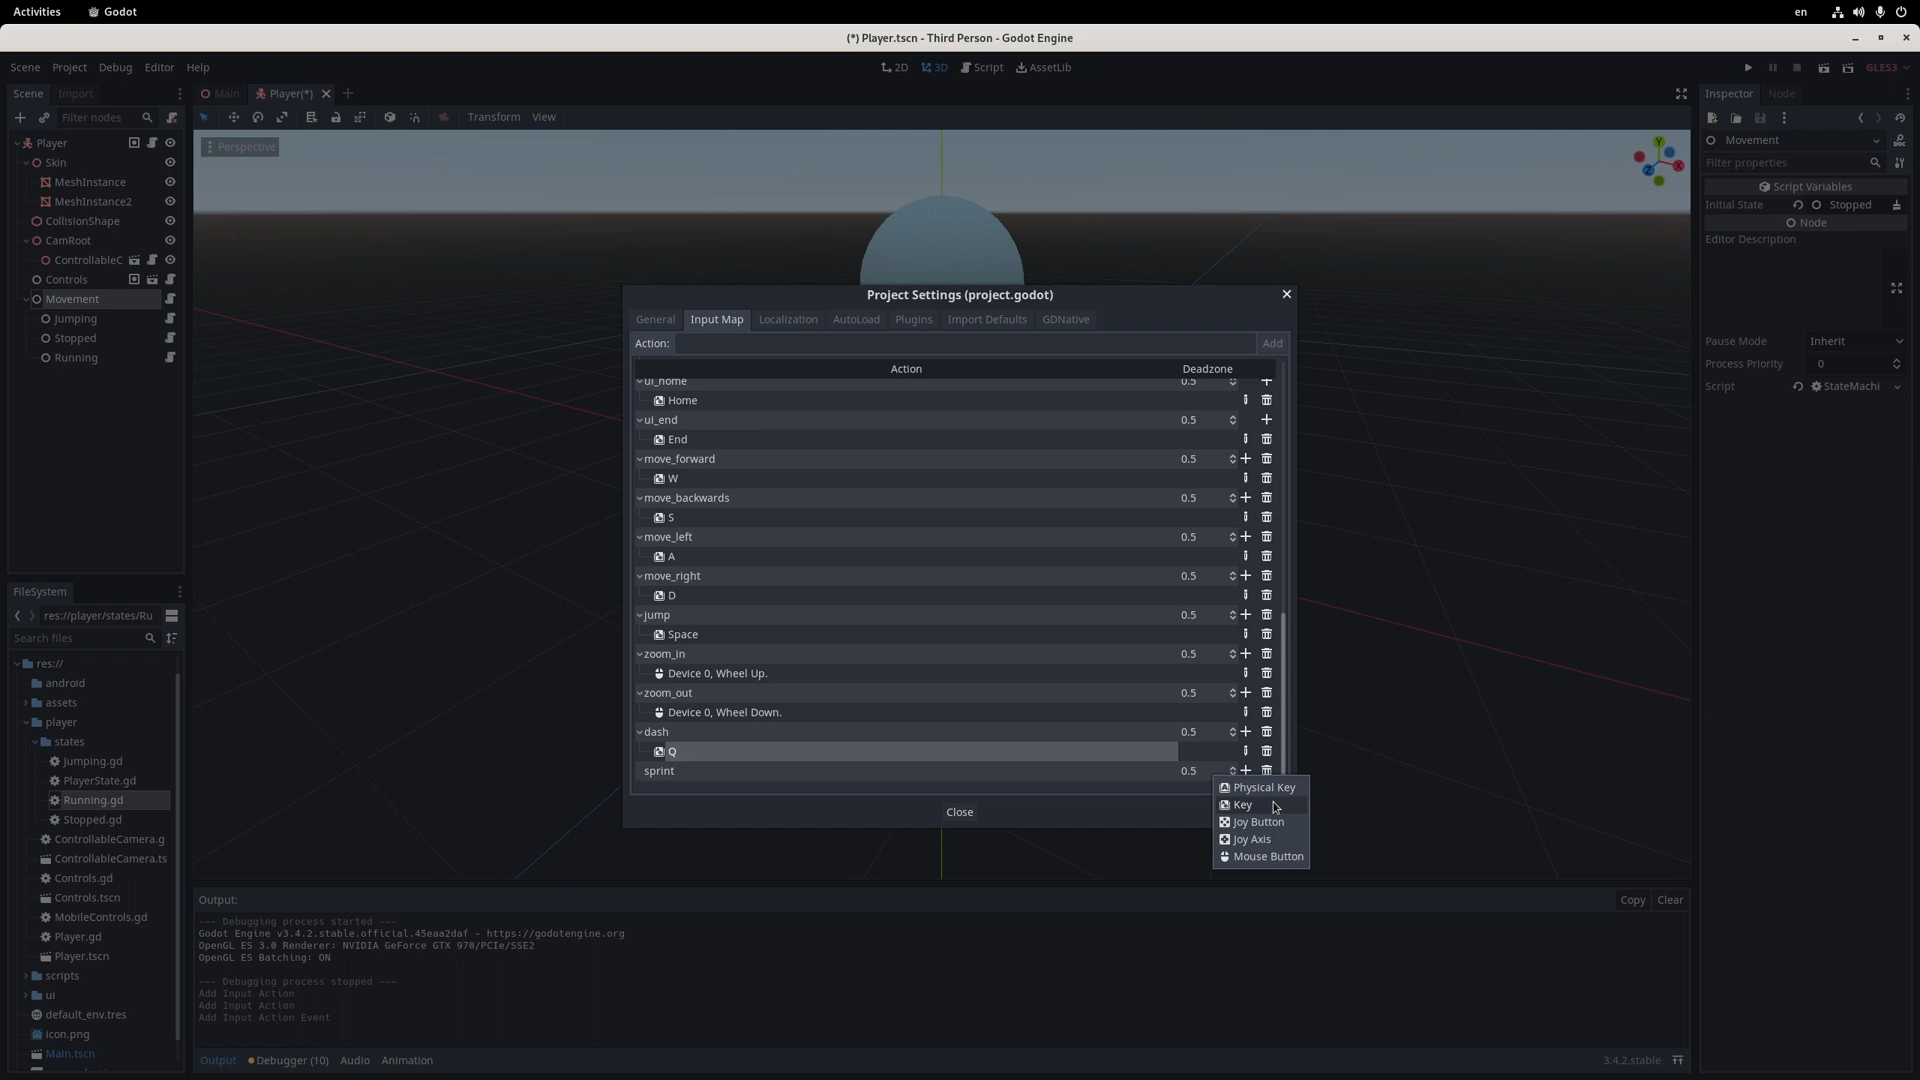 Activities
Godot
en
(*) Player.tscn - Third Person - Godot Engine
Scene Project Debug Editor Help
2D 3D Script AssetLib
GLES3
Scene Import
Filter nodes
Player
Skin
MeshInstance
MeshInstance2
CollisionShape
CamRoot
ControllableC
Controls
Movement
Jumping
Stopped
Running
FileSystem
res://player/states/Ru
Search files
res://
android
assets
player
states
Jumping.gd
PlayerState.gd
Running.gd
Stopped.gd
ControllableCamera.g
ControllableCamera.ts
Controls.gd
Controls.tscn
MobileControls.gd
Player.gd
Player.tscn
scripts
ui
default_env.tres
icon.png
Main.tscn
Main Player(*)
Transform View
Perspective
Y
X
Z
Project Settings (project.godot)
General Input Map Localization AutoLoad Plugins Import Defaults GDNative
Action: Add
Action Deadzone
ui_home 0.5
Home
ui_end 0.5
End
move_forward 0.5
W
move_backwards 0.5
S
move_left 0.5
A
move_right 0.5
D
jump 0.5
Space
zoom_in 0.5
Device 0, Wheel Up.
zoom_out 0.5
Device 0, Wheel Down.
dash 0.5
Q
sprint 0.5
Close
Physical Key
Key
Joy Button
Joy Axis
Mouse Button
Output: Copy Clear
--- Debugging process started ---
Godot Engine v3.4.2.stable.official.45eaa2daf - https://godotengine.org
OpenGL ES 3.0 Renderer: NVIDIA GeForce GTX 970/PCIe/SSE2
OpenGL ES Batching: ON
--- Debugging process stopped ---
Add Input Action
Add Input Action
Add Input Action Event
Output Debugger (10) Audio Animation
3.4.2.stable
Inspector Node
Movement
Filter properties
Script Variables
Initial State Stopped
Node
Editor Description
Pause Mode Inherit
Process Priority 0
Script StateMachi